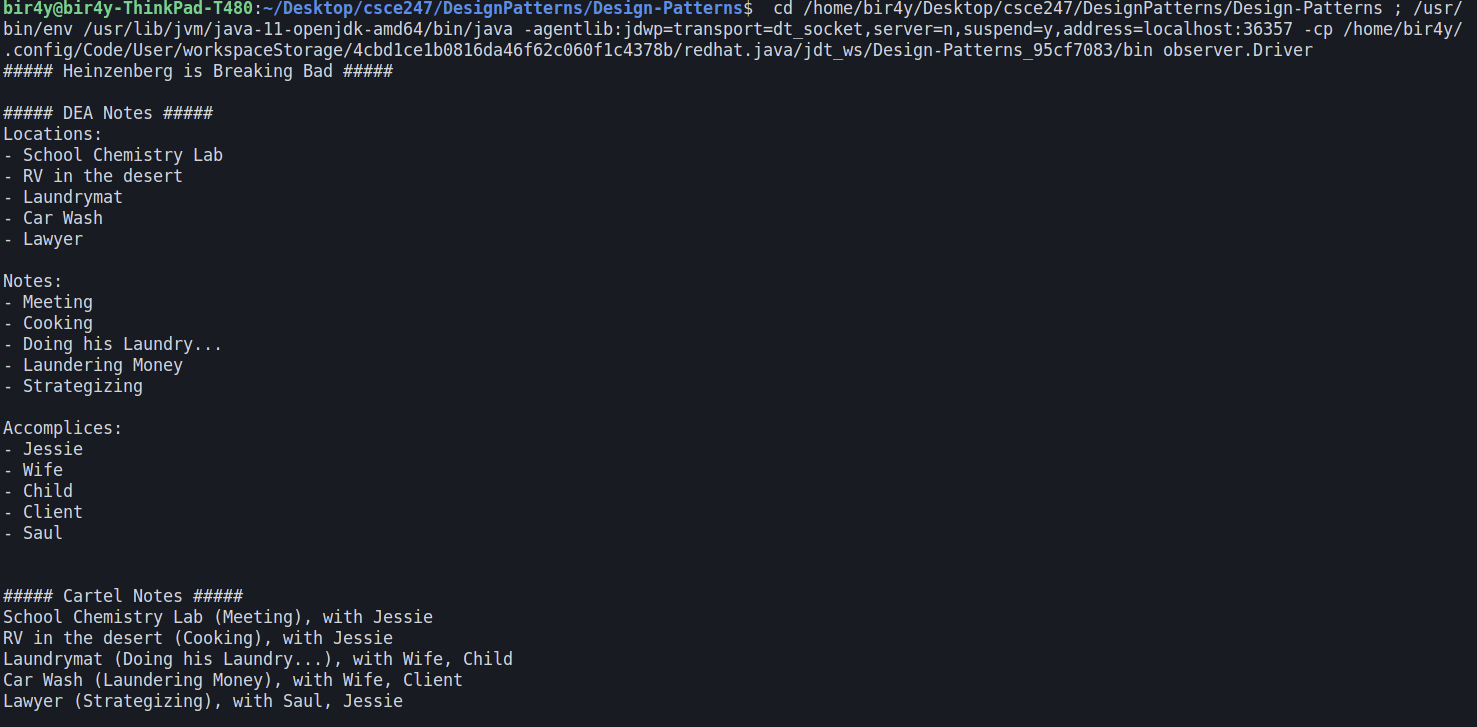 bir4y@bir4y-ThinkPad-T480:~/Desktop/csce247/DesignPatterns/Design-Patterns$  cd /home/bir4y/Desktop/csce247/DesignPatterns/Design-Patterns ; /usr/
bin/env /usr/lib/jvm/java-11-openjdk-amd64/bin/java -agentlib:jdwp=transport=dt_socket,server=n,suspend=y,address=localhost:36357 -cp /home/bir4y/
.config/Code/User/workspaceStorage/4cbd1ce1b0816da46f62c060f1c4378b/redhat.java/jdt_ws/Design-Patterns_95cf7083/bin observer.Driver
##### Heinzenberg is Breaking Bad #####

##### DEA Notes #####
Locations:
- School Chemistry Lab
- RV in the desert
- Laundrymat
- Car Wash
- Lawyer

Notes:
- Meeting
- Cooking
- Doing his Laundry...
- Laundering Money
- Strategizing

Accomplices:
- Jessie
- Wife
- Child
- Client
- Saul

##### Cartel Notes #####
School Chemistry Lab (Meeting), with Jessie
RV in the desert (Cooking), with Jessie
Laundrymat (Doing his Laundry...), with Wife, Child
Car Wash (Laundering Money), with Wife, Client
Lawyer (Strategizing), with Saul, Jessie